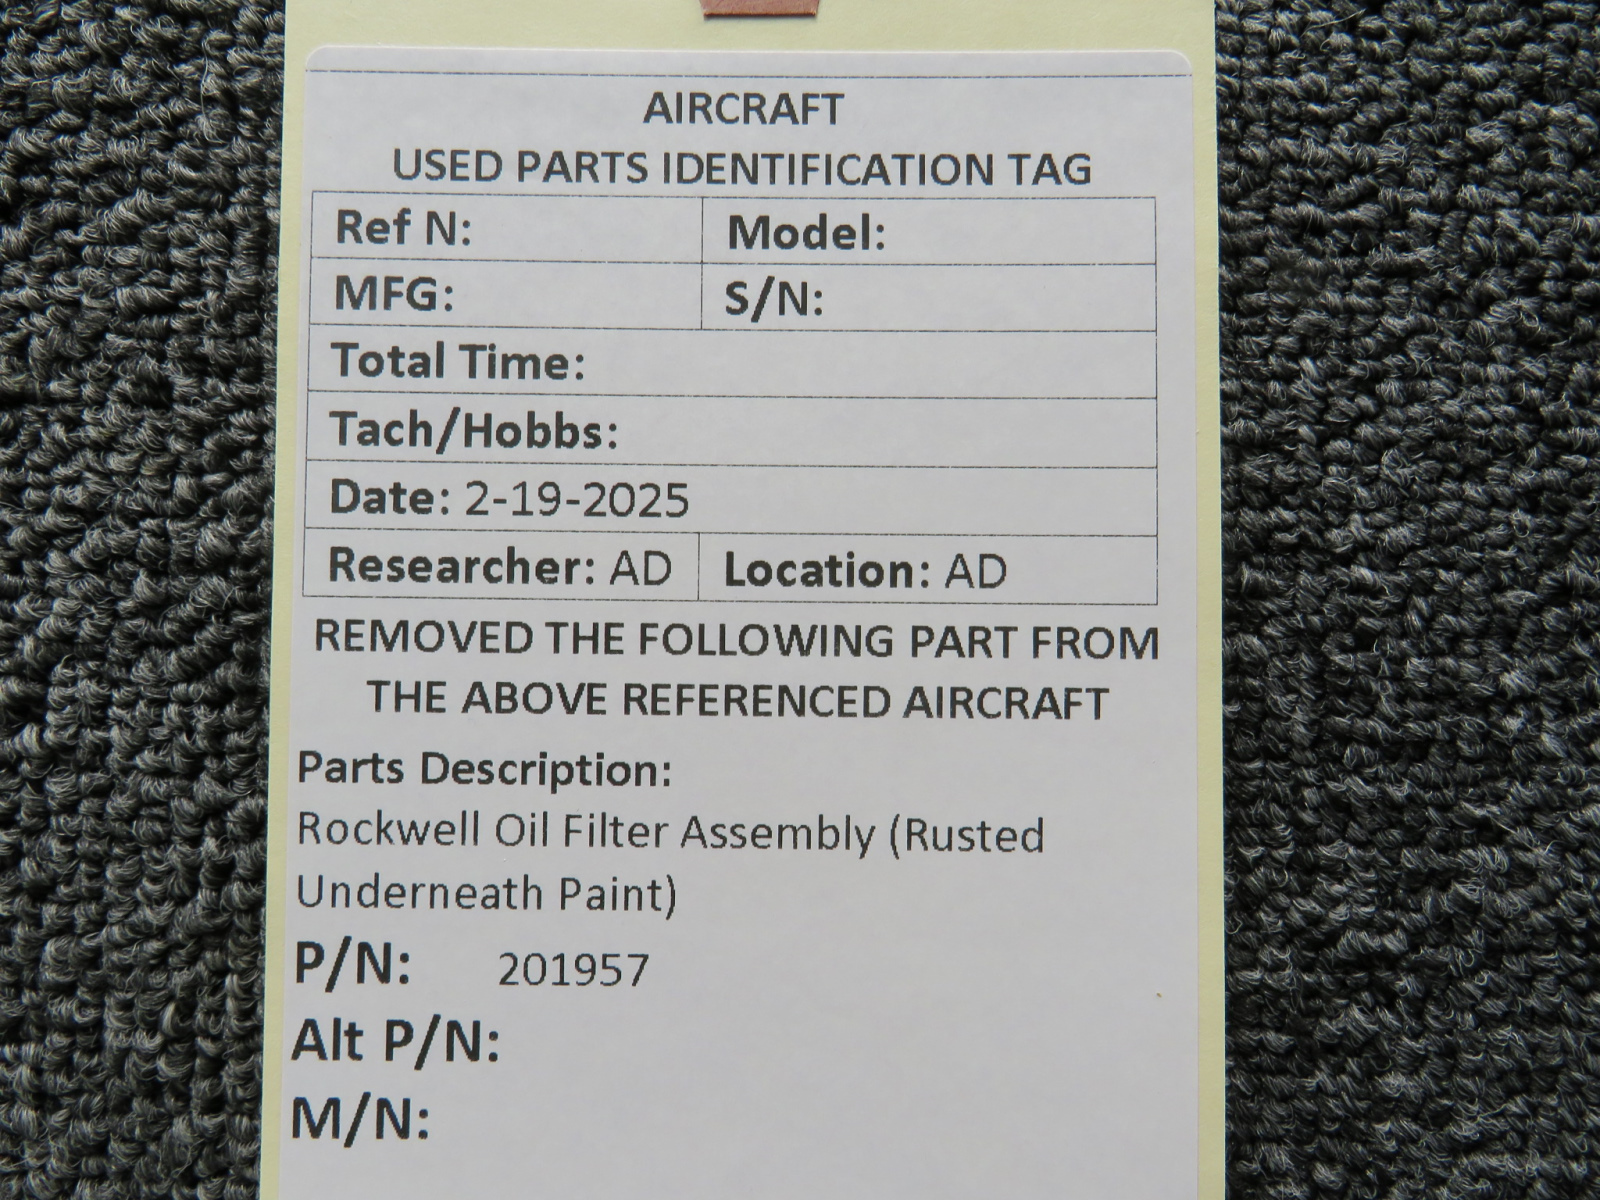 AIRCRAFT
USED PARTS IDENTIFICATION TAG
Ref N: Model:
MFG: S/N:
Total Time:
Tach/Hobbs:
Date: 2-19-2025
Researcher: AD Location: AD
REMOVED THE FOLLOWING PART FROM
THE ABOVE REFERENCED AIRCRAFT
Parts Description:
Rockwell Oil Filter Assembly (Rusted
Underneath Paint)
P/N: 201957
Alt P/N:
M/N: